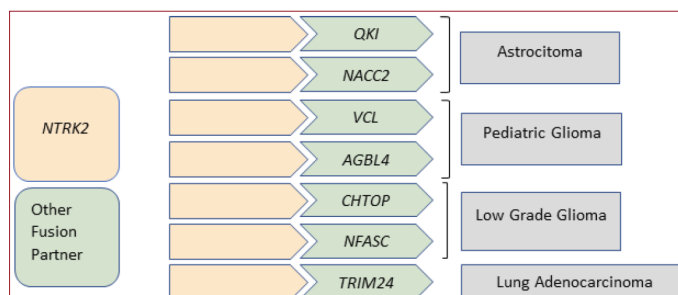 QKI
Astrocitoma
NACC2
NTRK2
VCL
Pediatric Glioma
AGBL4
Other
Fusion
Partner
CHTOP
Low Grade Glioma
NFASC
TRIM24
Lung Adenocarcinoma